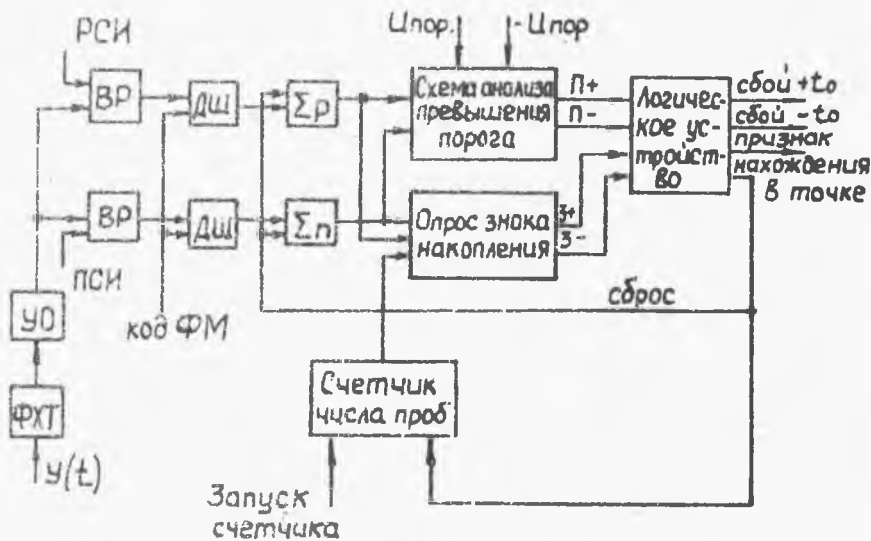 Uпор.
-Uпор
РСИ
ВР
ДШ
Σр
Схема анализа
превышения
порога
П+
П-
Логичес-
кое ус-
тройст-
во
сбой +t₀
сбой -t₀
признак
нахождения
в точке
ВР
ДШ
Σп
Опрос знака
накопления
З+
З-
ПСИ
код ФМ
сброс
УО
ФХТ
y(t)
Счетчик
числа проб
Запуск
счетчика